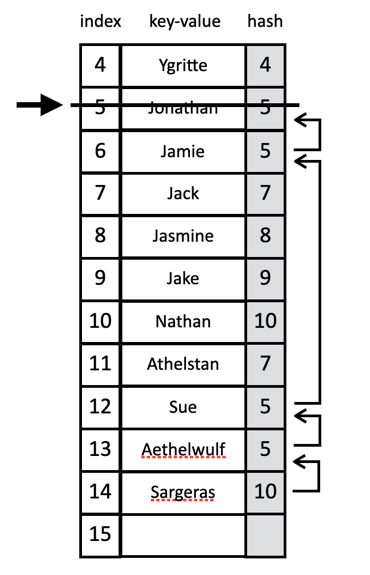 index key-value hash
4 Ygritte 4
5 Jonathan 5
6 Jamie 5
7 Jack 7
8 Jasmine 8
9 Jake 9
10 Nathan 10
11 Athelstan 7
12 Sue 5
13 Aethelwulf 5
14 Sargeras 10
15